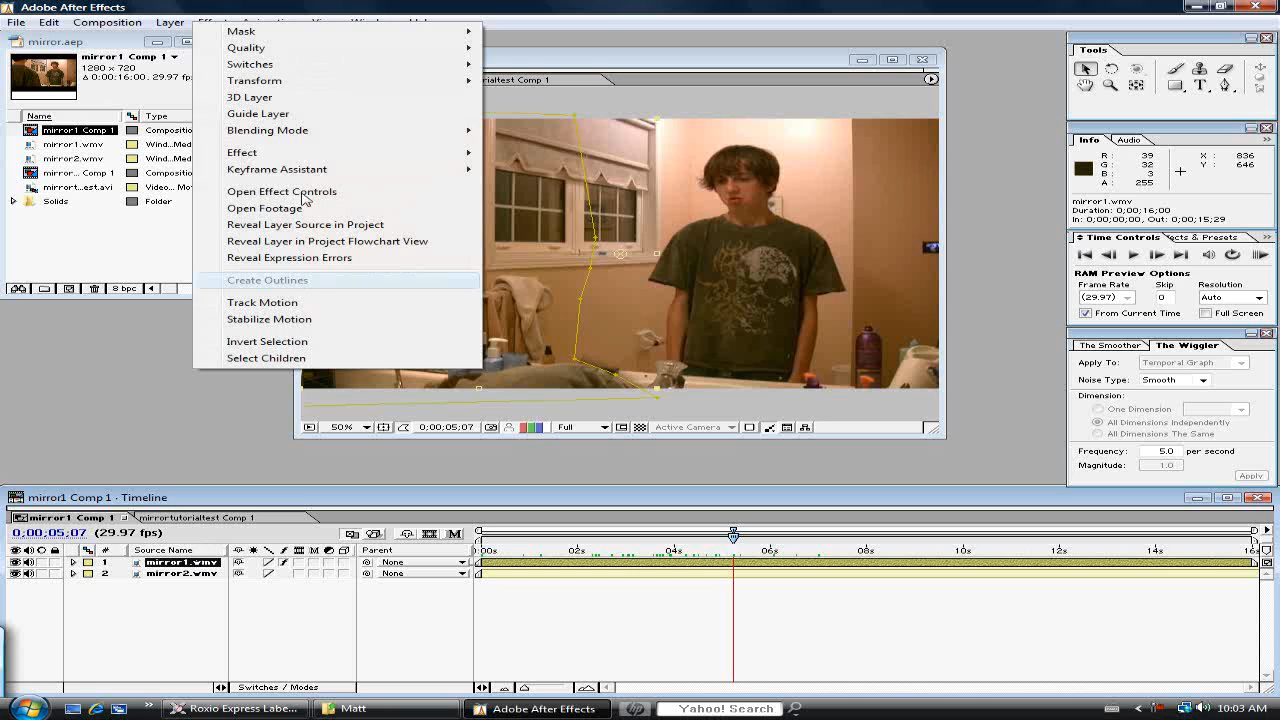 Adobe After Effects
File Edit Composition Layer
mirror.aep
mirror1 Comp 1
1280 x 720
Δ 0;00;16;00, 29.97 fp
Name Type
mirror1 Comp 1 Composit
mirror1.wmv Wind...Med
mirror2.wmv Wind...Med
mirror... Comp 1 Composit
mirrort...est.avi Video... Mo
Solids Folder
8 bpc
Mask
Quality
Switches
Transform
3D Layer
Guide Layer
Blending Mode
Effect
Keyframe Assistant
Open Effect Controls
Open Footage
Reveal Layer Source in Project
Reveal Layer in Project Flowchart View
Reveal Expression Errors
Create Outlines
Track Motion
Stabilize Motion
Invert Selection
Select Children
rialtest Comp 1
50% 0;00;05;07 Full Active Camera
Tools
T
Info Audio
R : 39
G : 32
B : 3
A : 255
X : 836
Y : 646
mirror1.wmv
Duration: 0;00;16;00
In: 0;00;00;00, Out: 0;00;15;29
Time Controls fects & Presets
RAM Preview Options
Frame Rate Skip Resolution
(29.97) 0 Auto
From Current Time Full Screen
The Smoother The Wiggler
Apply To: Temporal Graph
Noise Type: Smooth
Dimension:
One Dimension
All Dimensions Independently
All Dimensions The Same
Frequency: 5.0 per second
Magnitude: 1.0
Apply
mirror1 Comp 1 · Timeline
mirror1 Comp 1 mirrortutorialtest Comp 1
0;00;05;07 (29.97 fps)
# Source Name Parent
:00s 02s 04s 06s 08s 10s 12s 14s 16s
1 mirror1.wmv None
2 mirror2.wmv None
Switches / Modes
Roxio Express Labe... Matt Adobe After Effects hp Yahoo! Search 10:03 AM